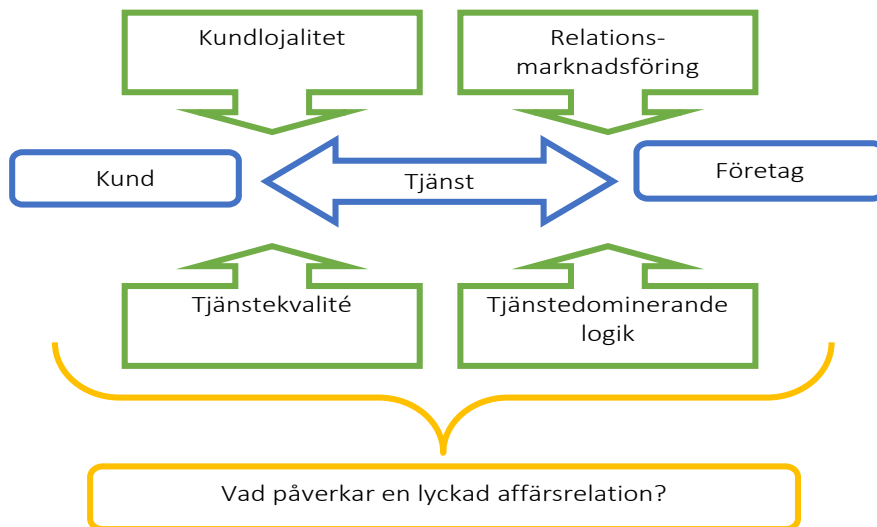 Kundlojalitet
Relations-
marknadsföring
Kund
Tjänst
Företag
Tjänstekvalité
Tjänstedominerande
logik
Vad påverkar en lyckad affärsrelation?